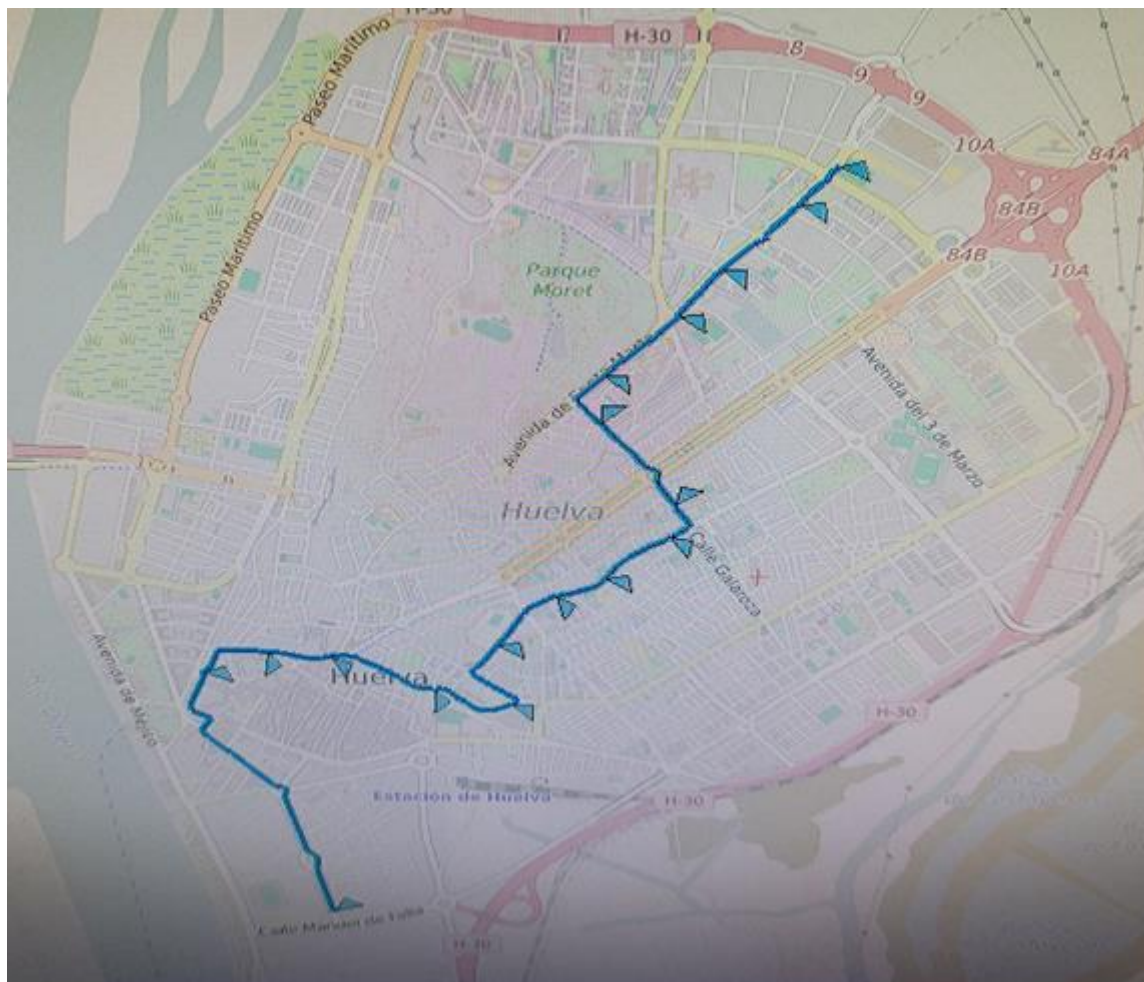 H-30
H-30
8
9
9
10A
84A
84B
84B
10A
Paseo Marítimo
Paseo Marítimo
Parque
Moret
Avenida de
Avenida del 3 de Marzo
Huelva
Calle Galaroza
Huelva
Avenida de Méjico
H-30
Estación de Huelva
H-30
H-30